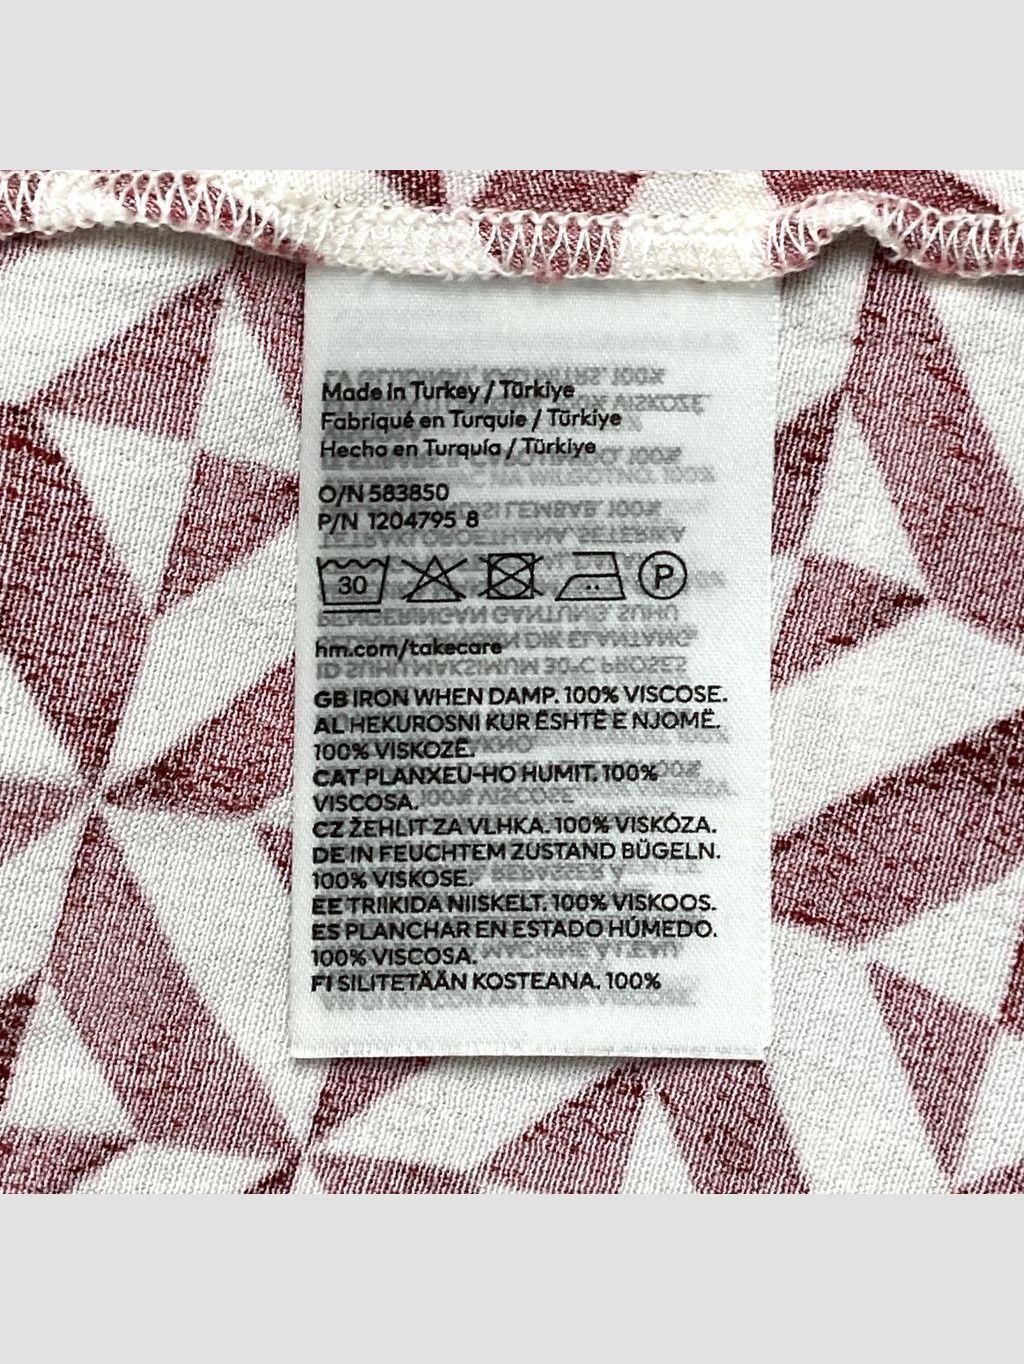 Made in Turkey / Türkiye
Fabriqué en Turquie / Türkiye
Hecho en Turquía / Türkiye
O/N 583850
P/N 1204795 8
30 P
hm.com/takecare
GB IRON WHEN DAMP. 100% VISCOSE.
AL HEKUROSNI KUR ËSHTË E NJOMË.
100% VISKOZË.
CAT PLANXEU-HO HUMIT. 100%
VISCOSA.
CZ ŽEHLIT ZA VLHKA. 100% VISKÓZA.
DE IN FEUCHTEM ZUSTAND BÜGELN.
100% VISKOSE.
EE TRIIKIDA NIISKELT. 100% VISKOOS.
ES PLANCHAR EN ESTADO HÚMEDO.
100% VISCOSA.
FI SILITETÄÄN KOSTEANA. 100%